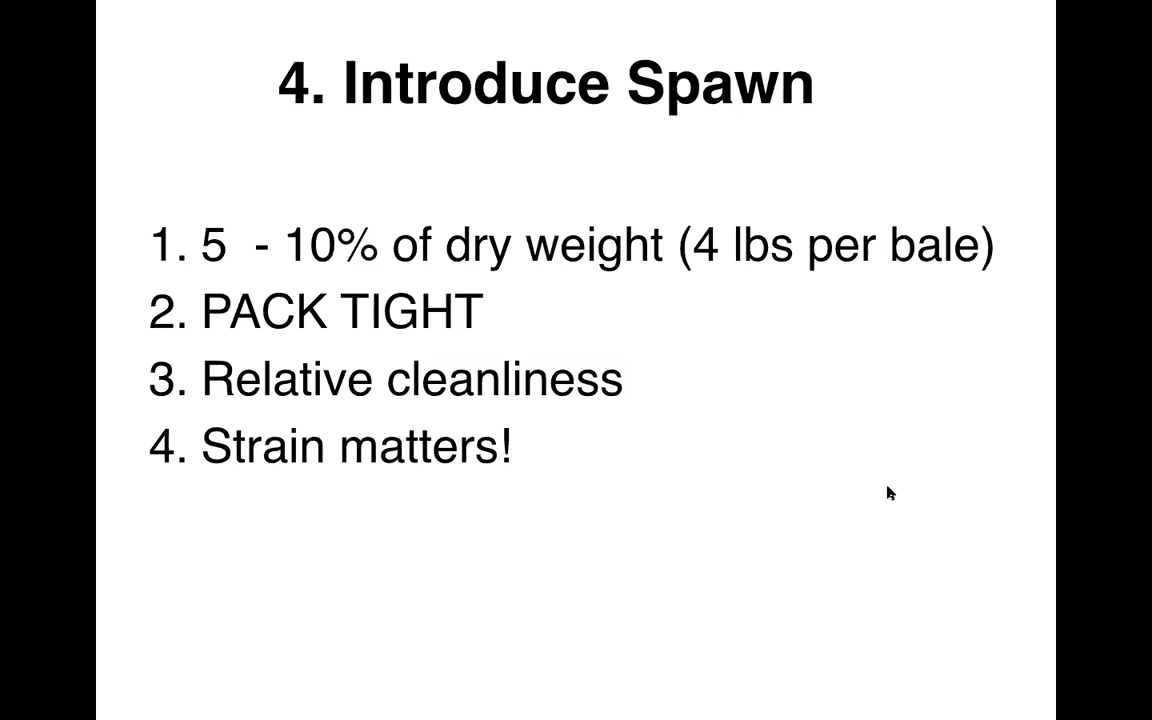 4. Introduce Spawn
1. 5  - 10% of dry weight (4 lbs per bale)
2. PACK TIGHT
3. Relative cleanliness
4. Strain matters!